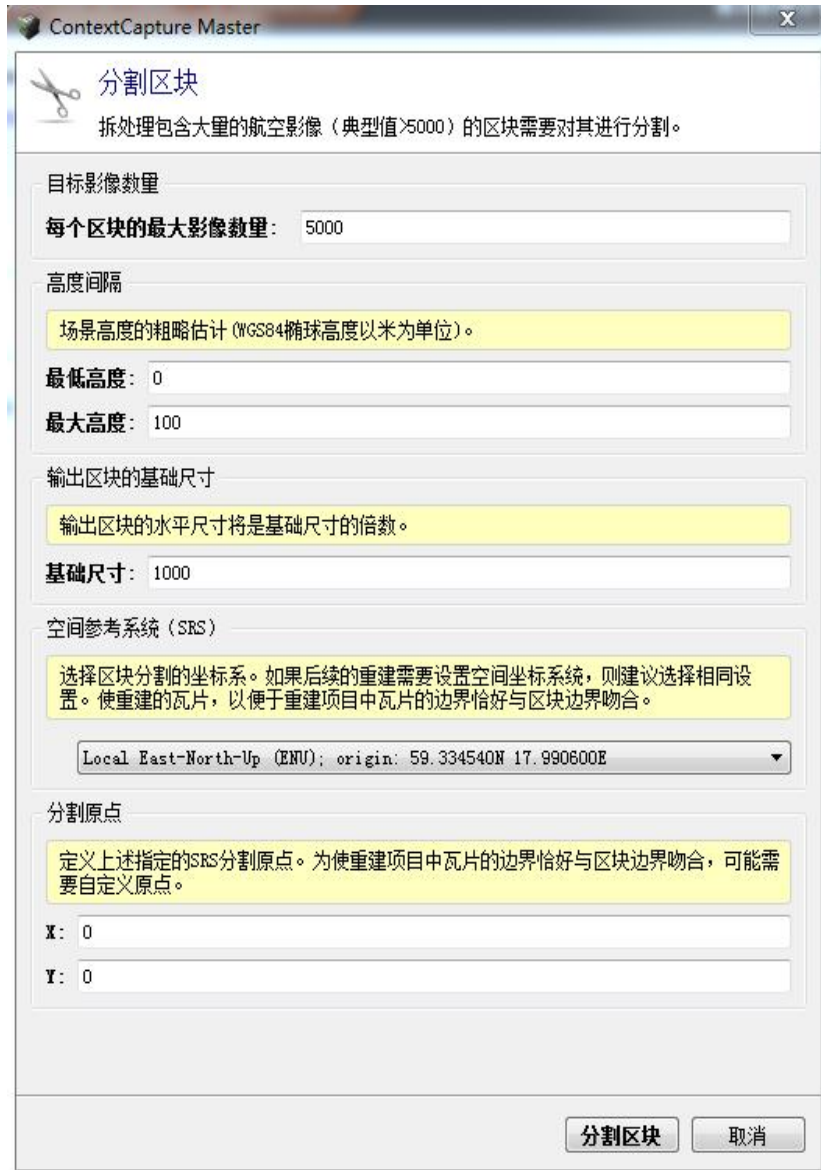 ContextCapture Master
X
分割区块
拆处理包含大量的航空影像（典型值>5000）的区块需要对其进行分割。
目标影像数量
每个区块的最大影像数里: 5000
高度间隔
场景高度的粗略估计(WGS84椭球高度以米为单位)。
最低高度: 0
最大高度: 100
输出区块的基础尺寸
输出区块的水平尺寸将是基础尺寸的倍数。
基础尺寸: 1000
空间参考系统（SRS）
选择区块分割的坐标系。如果后续的重建需要设置空间坐标系统，则建议选择相同设
置。使重建的瓦片，以便于重建项目中瓦片的边界恰好与区块边界吻合。
Local East-North-Up (ENU); origin: 59.334540N 17.990600E
分割原点
定义上述指定的SRS分割原点。为使重建项目中瓦片的边界恰好与区块边界吻合，可能需
要自定义原点。
X: 0
Y: 0
分割区块 取消